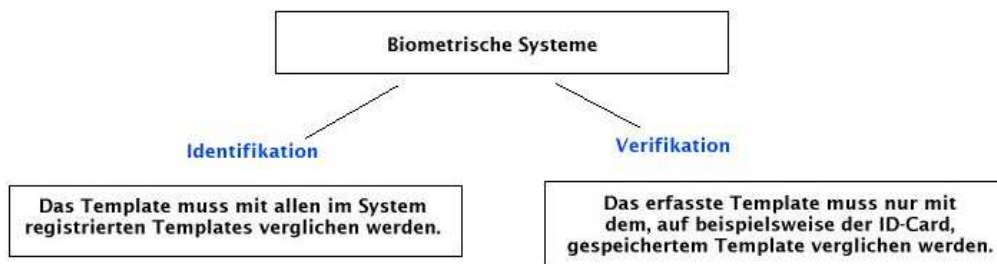 Biometrische Systeme
Identifikation
Verifikation
Das Template muss mit allen im System
registrierten Templates verglichen werden.
Das erfasste Template muss nur mit
dem, auf beispielsweise der ID-Card,
gespeichertem Template verglichen werden.